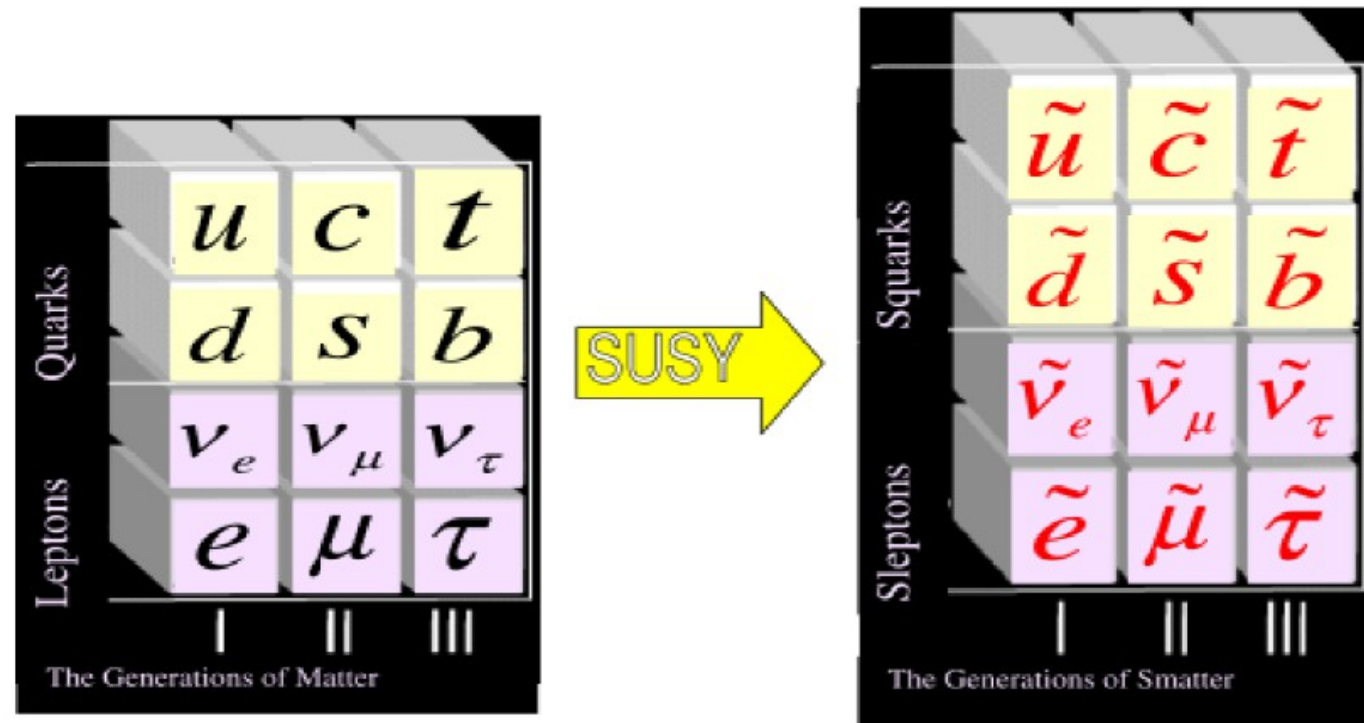 Quarks
u c t
d s b
Leptons
ν_e ν_μ ν_τ
e μ τ
I II III
The Generations of Matter
SUSY
Squarks
ũ c̃ t̃
d̃ s̃ b̃
Sleptons
ν̃_e ν̃_μ ν̃_τ
ẽ μ̃ τ̃
I II III
The Generations of Smatter